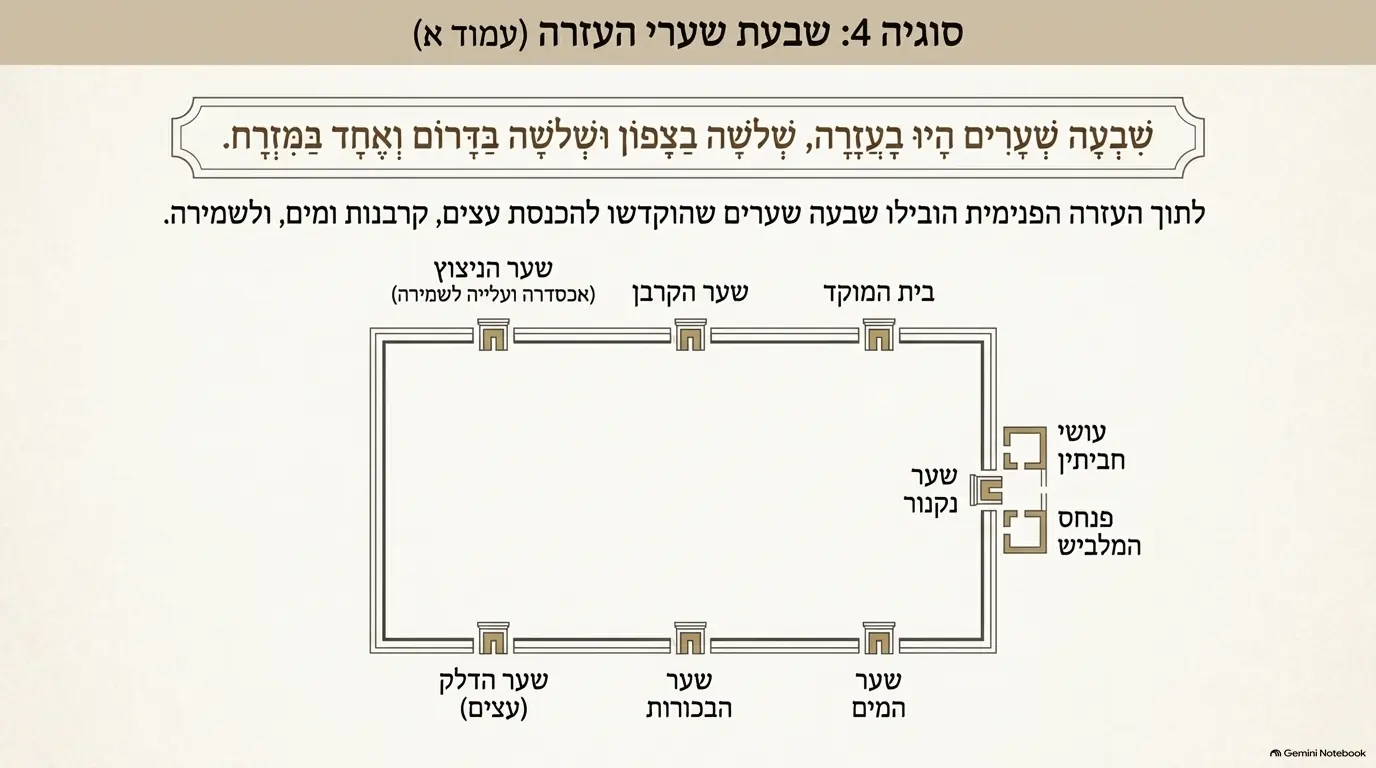 סוגיה 4: שבעת שערי העזרה (עמוד א)
שִׁבְעָה שְׁעָרִים הָיוּ בָעֲזָרָה, שְׁלֹשָׁה בַצָּפוֹן וּשְׁלֹשָׁה בַדָּרוֹם וְאֶחָד בַּמִּזְרָח.
לתוך העזרה הפנימית הובילו שבעה שערים שהוקדשו להכנסת עצים, קרבנות ומים, ולשמירה.
בית המוקד
שער הקרבן
שער הניצוץ
(אכסדרה ועלייה לשמירה)
עושי
חביתין
שער
נקנור
פנחס
המלביש
שער
המים
שער
הבכורות
שער הדלק
(עצים)
Gemini Notebook